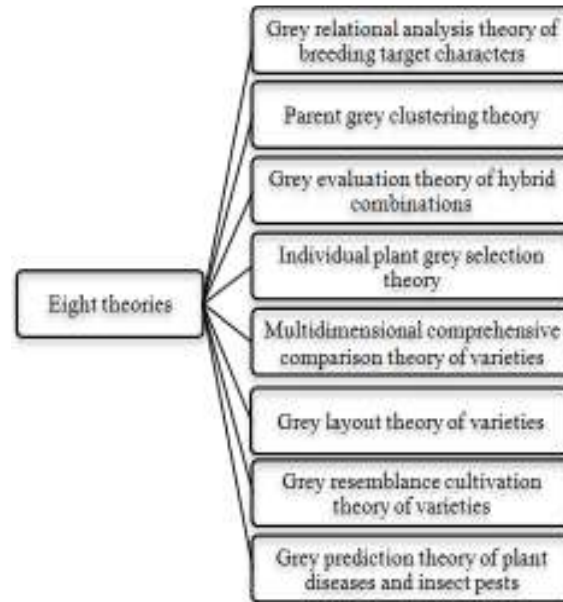 Grey relational analysis theory of
breeding target characters
Parent grey clustering theory
Grey evaluation theory of hybrid
combinations
Individual plant grey selection
theory
Eight theories
Multidimensional comprehensive
comparison theory of varieties
Grey layout theory of varieties
Grey resemblance cultivation
theory of varieties
Grey prediction theory of plant
diseases and insect pests